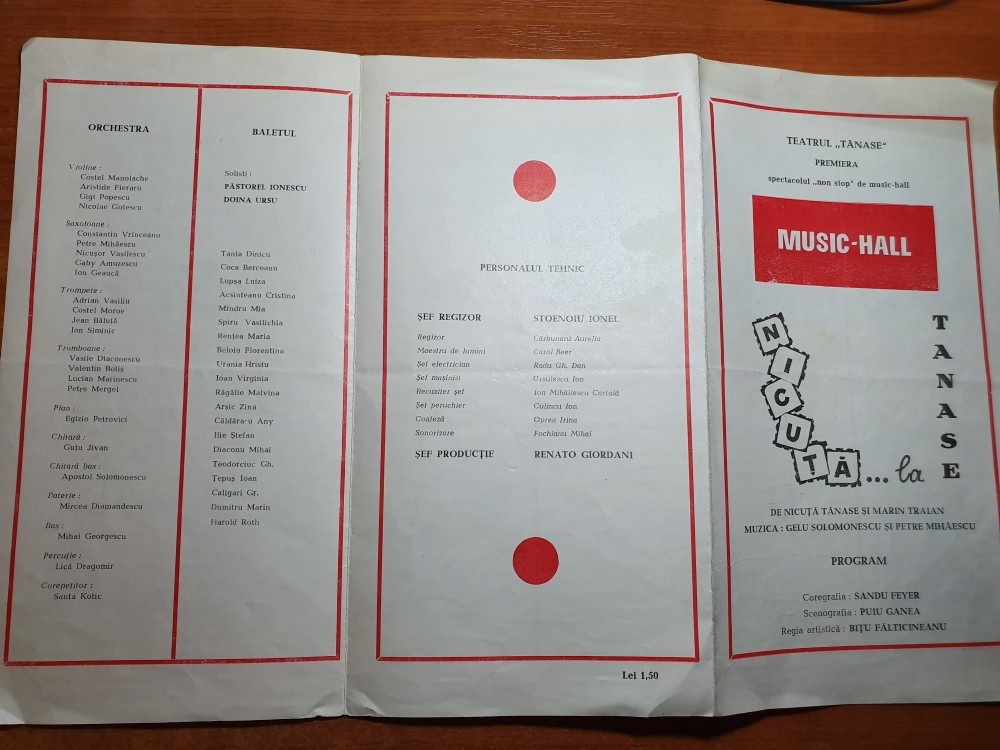 ORCHESTRA
Violine :
Costel Manolache
Aristide Fieraru
Gigi Popescu
Nicolae Gutescu
Saxofoane :
Constantin Vrînceanu
Petre Mihăescu
Nicușor Vasilescu
Gaby Amuzescu
Ion Geaucă
Trompete :
Adrian Vasiliu
Costel Moroe
Jean Băluță
Ion Siminic
Tromboane :
Vasile Diaconescu
Valentin Botiș
Lucian Marinescu
Petre Mergel
Pian :
Egizio Petrovici
Chitară :
Guțu Jivan
Chitară bas :
Apostol Solomonescu
Baterie :
Mircea Diamandescu
Bas :
Mihai Georgescu
Percuție :
Lică Dragomir
Corepetitor :
Santa Kotic
BALETUL
Soliști :
PĂSTOREL IONESCU
DOINA URSU
Tanța Dinicu
Coca Berceanu
Lupșa Luiza
Acsinteanu Cristina
Mîndru Mia
Spiru Vasilichia
Rențea Maria
Beloiu Florentina
Urania Hristu
Ioan Virginia
Răgălie Malvina
Arșic Zina
Căldăra-u Any
Ilie Ștefan
Diaconu Mihai
Teodorciuc Gh.
Țepuș Ioan
Caligari Gr.
Dumitru Marin
Harold Roth
PERSONALUL TEHNIC
ȘEF REGIZOR STOENOIU IONEL
Regizor Cărbunaru Aurelia
Maestru de lumini Carol Beer
Șef electrician Radu Gh. Dan
Șef mașinist Ursulescu Ion
Recuziter șef Ion Mihăilescu Cartală
Șef peruchier Culincu Ion
Coafeză Oprea Irina
Sonorizare Fochianu Mihai
ȘEF PRODUCȚIE RENATO GIORDANI
Lei 1,50
TEATRUL „TĂNASE"
PREMIERA
spectacolul „non stop" de music-hall
MUSIC-HALL
NICUȚĂ ... la
TANASE
DE NICUȚĂ TĂNASE ȘI MARIN TRAIAN
MUZICA : GELU SOLOMONESCU ȘI PETRE MIHĂESCU
PROGRAM
Coregrafia : SANDU FEYER
Scenografia : PUIU GANEA
Regia artistică : BIȚU FĂLTICINEANU